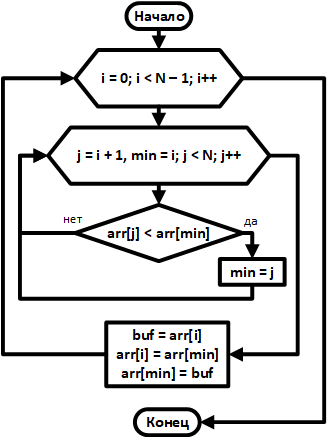 Начало
i = 0; i < N – 1; i++
j = i + 1, min = i; j < N; j++
нет
да
arr[j] < arr[min]
min = j
buf = arr[i]
arr[i] = arr[min]
arr[min] = buf
Конец